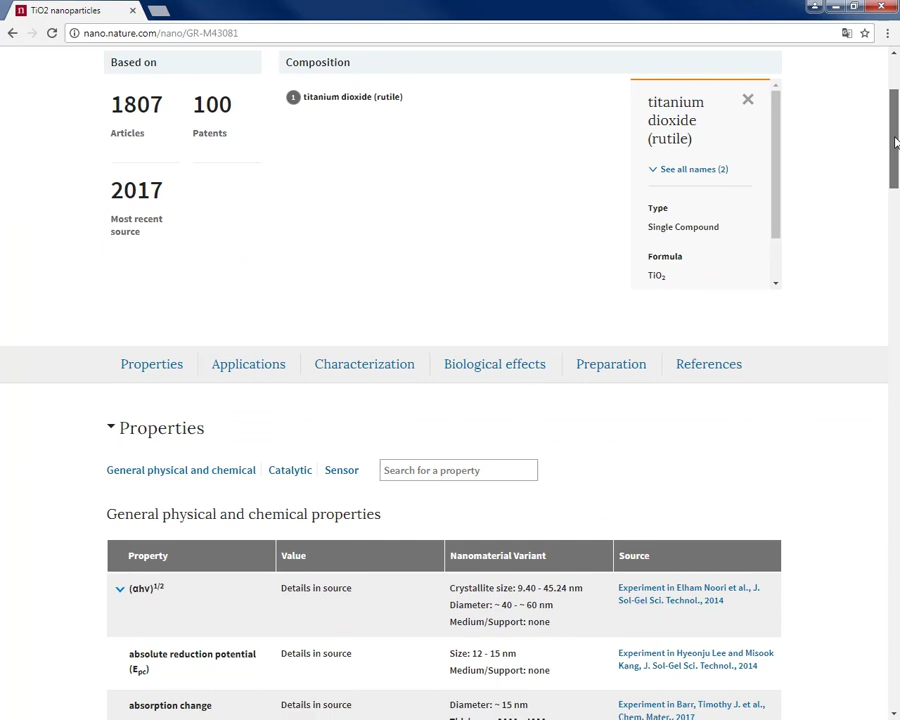 TiO2 nanoparticles
nano.nature.com/nano/GR-M43081
Based on
Composition
1807
100
Articles
Patents
2017
Most recent
source
1 titanium dioxide (rutile)
titanium
dioxide
(rutile)
See all names (2)
Type
Single Compound
Formula
TiO₂
Properties
Applications
Characterization
Biological effects
Preparation
References
Properties
General physical and chemical
Catalytic
Sensor
Search for a property
General physical and chemical properties
Property
Value
Nanomaterial Variant
Source
(αhν)^1/2
Details in source
Crystallite size: 9.40 - 45.24 nm
Diameter: ~ 40 - ~ 60 nm
Medium/Support: none
Experiment in Elham Noori et al., J.
Sol-Gel Sci. Technol., 2014
absolute reduction potential
(Epc)
Details in source
Size: 12 - 15 nm
Medium/Support: none
Experiment in Hyeonju Lee and Misook
Kang, J. Sol-Gel Sci. Technol., 2014
absorption change
Details in source
Diameter: ~ 15 nm
Experiment in Barr, Timothy J. et al.,
Chem. Mater., 2017